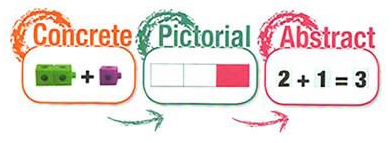 Concrete Pictorial Abstract
+ 2 + 1 = 3